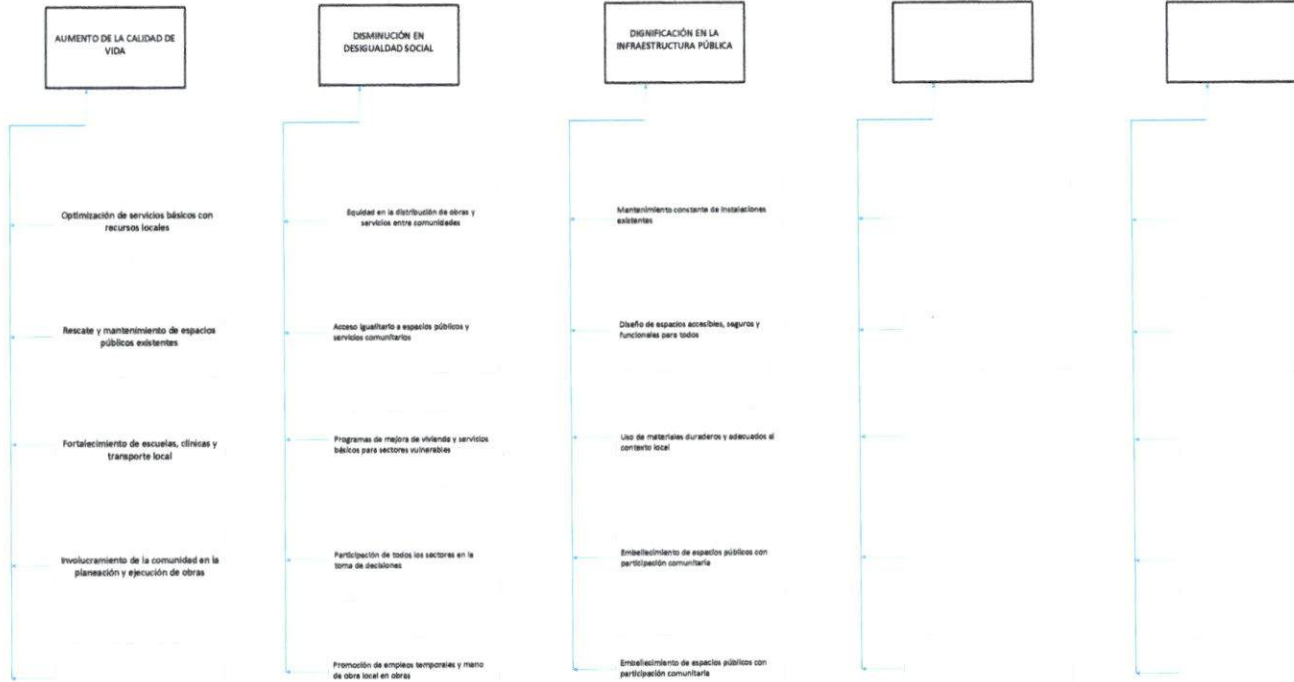 AUMENTO DE LA CALIDAD DE
VIDA
DISMINUCIÓN EN
DESIGUALDAD SOCIAL
DIGNIFICACIÓN EN LA
INFRAESTRUCTURA PÚBLICA
Optimización de servicios básicos con
recursos locales
Rescate y mantenimiento de espacios
públicos existentes
Fortalecimiento de escuelas, clínicas y
transporte local
Involucramiento de la comunidad en la
planeación y ejecución de obras
Equidad en la distribución de obras y
servicios entre comunidades
Acceso igualitario a espacios públicos y
servicios comunitarios
Programas de mejora de vivienda y servicios
básicos para sectores vulnerables
Participación de todos los sectores en la
toma de decisiones
Promoción de empleos temporales y mano
de obra local en obras
Mantenimiento constante de instalaciones
existentes
Diseño de espacios accesibles, seguros y
funcionales para todos
Uso de materiales duraderos y adecuados al
contexto local
Embellecimiento de espacios públicos con
participación comunitaria
Embellecimiento de espacios públicos con
participación comunitaria